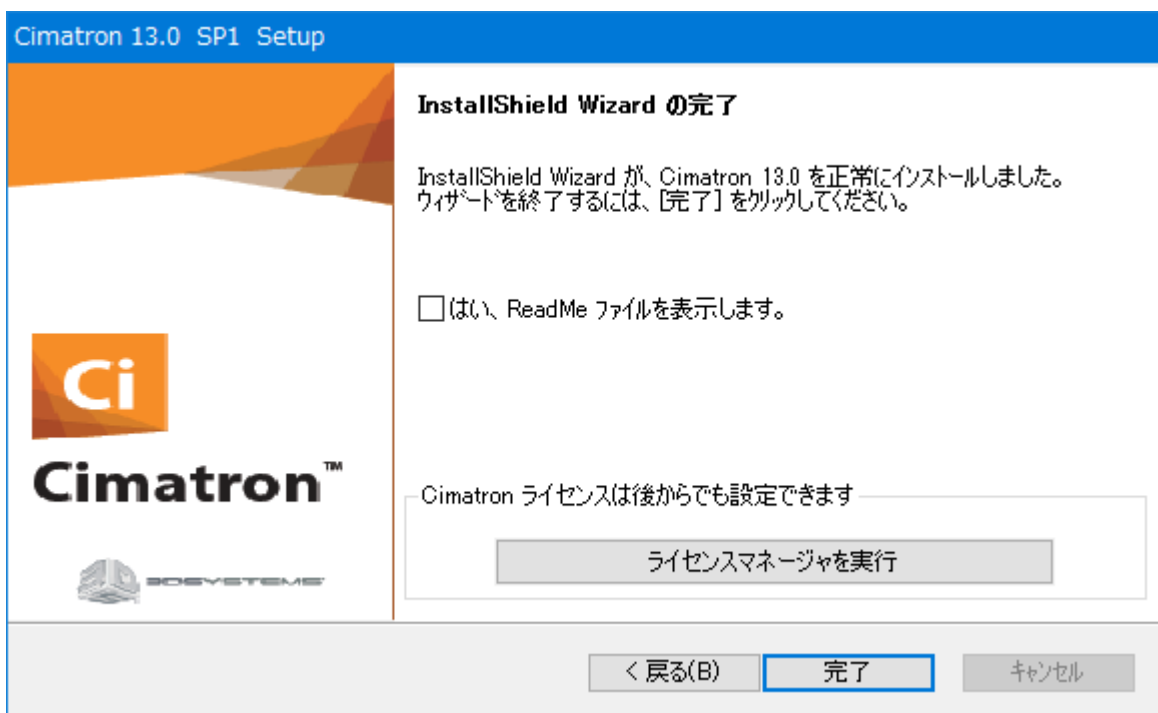 Cimatron 13.0 SP1 Setup
InstallShield Wizard の完了
InstallShield Wizard が、Cimatron 13.0 を正常にインストールしました。
ウィザードを終了するには、[完了] をクリックしてください。
はい、ReadMe ファイルを表示します。
Ci
Cimatron™
3DSYSTEMS
Cimatron ライセンスは後からでも設定できます
ライセンスマネージャを実行
< 戻る(B)
完了
キャンセル